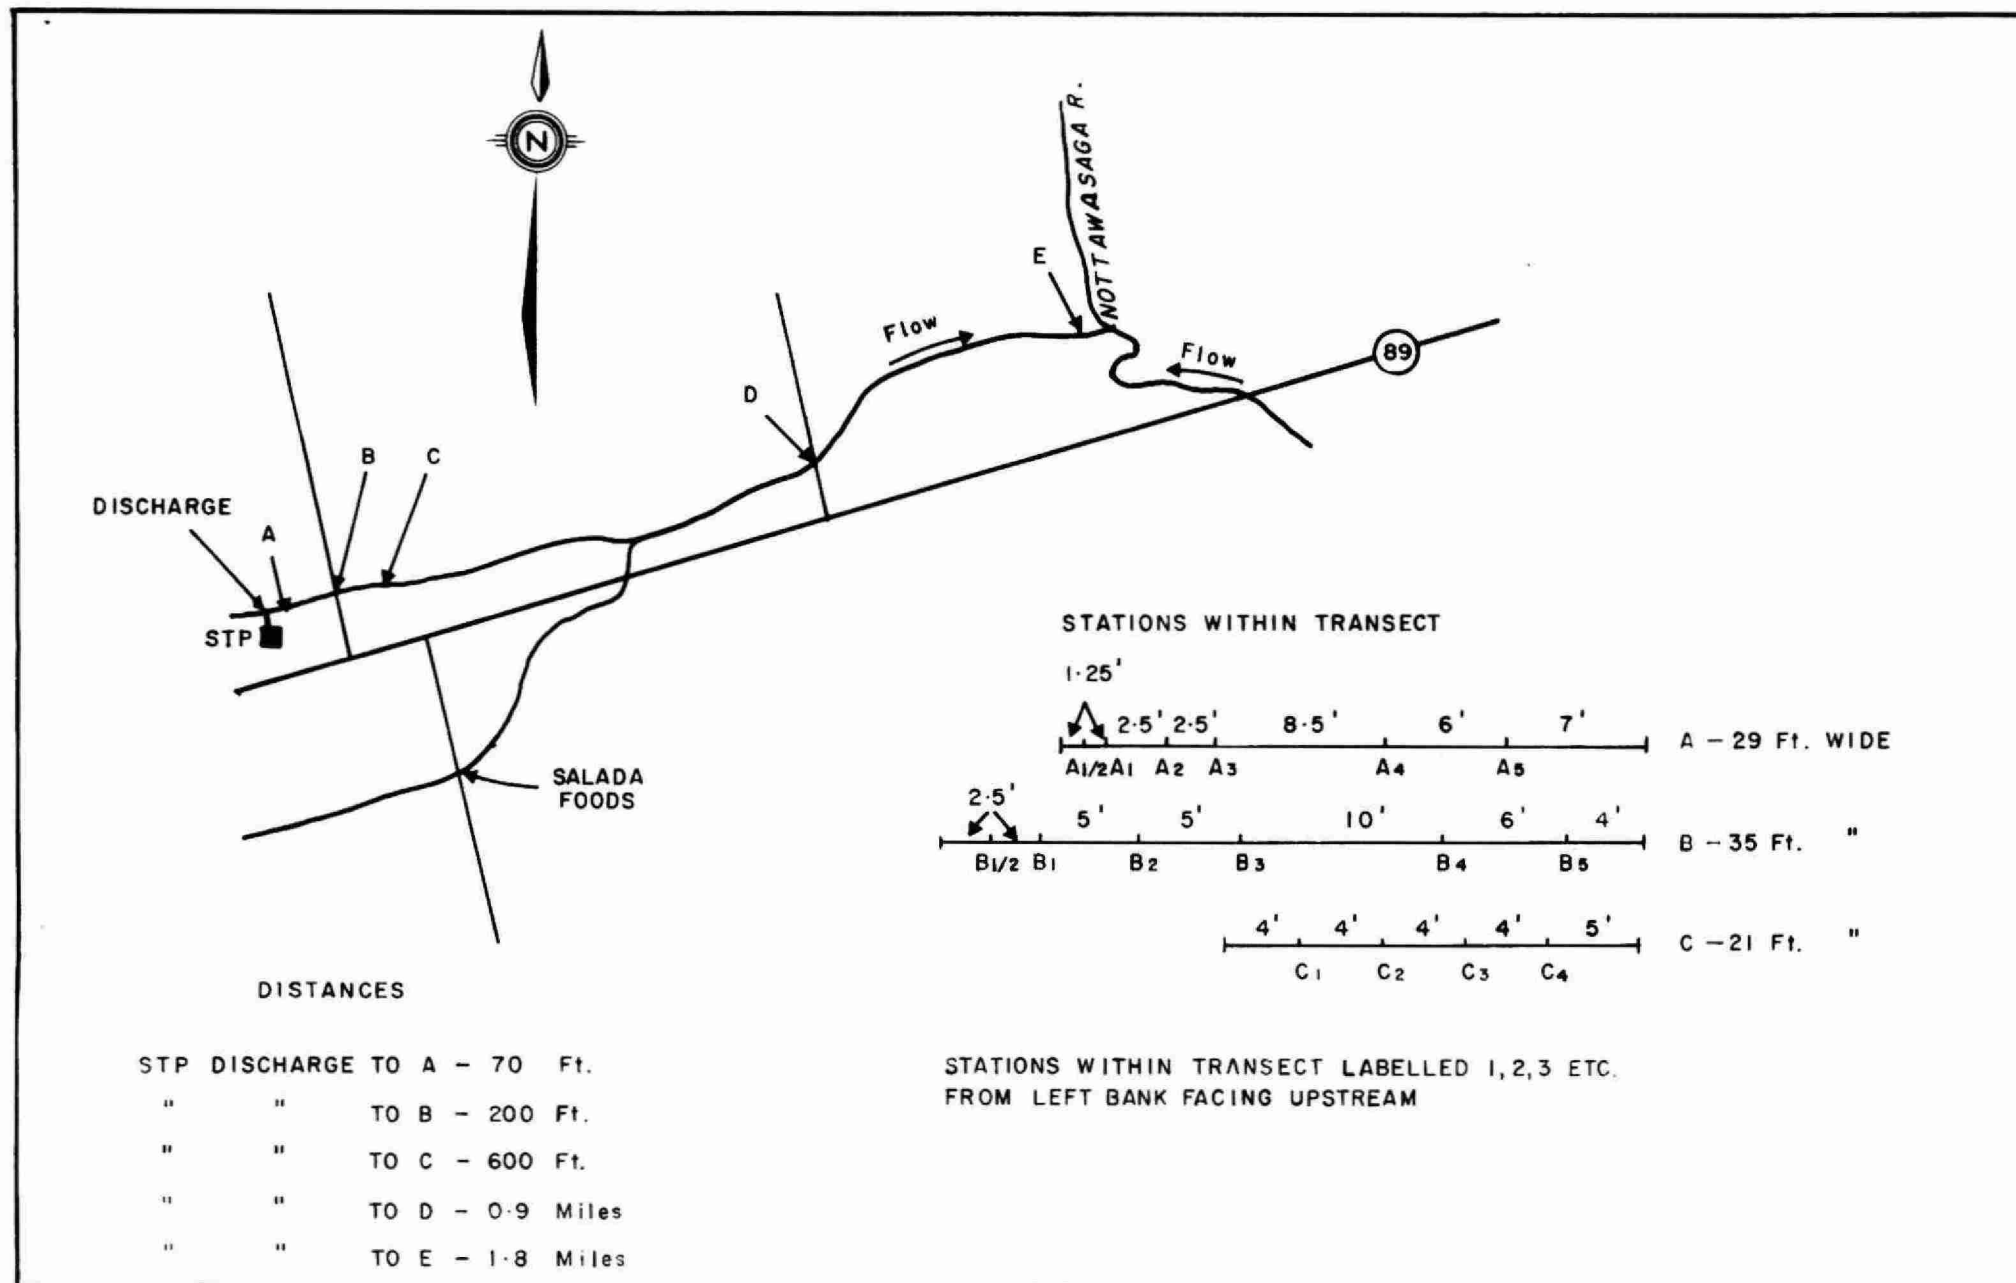 N
NOTTAWASAGA R.
E
Flow
Flow
89
D
B
C
DISCHARGE
A
STP
SALADA
FOODS
STATIONS WITHIN TRANSECT
1·25'
2·5' 2·5' 8·5' 6' 7'
A – 29 Ft. WIDE
A1/2 A1 A2 A3 A4 A5
2·5'
5' 5' 10' 6' 4'
B – 35 Ft. "
B1/2 B1 B2 B3 B4 B5
4' 4' 4' 4' 5'
C – 21 Ft. "
C1 C2 C3 C4
DISTANCES
STP DISCHARGE TO A – 70 Ft.
" " TO B – 200 Ft.
" " TO C – 600 Ft.
" " TO D – 0·9 Miles
" " TO E – 1·8 Miles
STATIONS WITHIN TRANSECT LABELLED 1, 2, 3 ETC.
FROM LEFT BANK FACING UPSTREAM